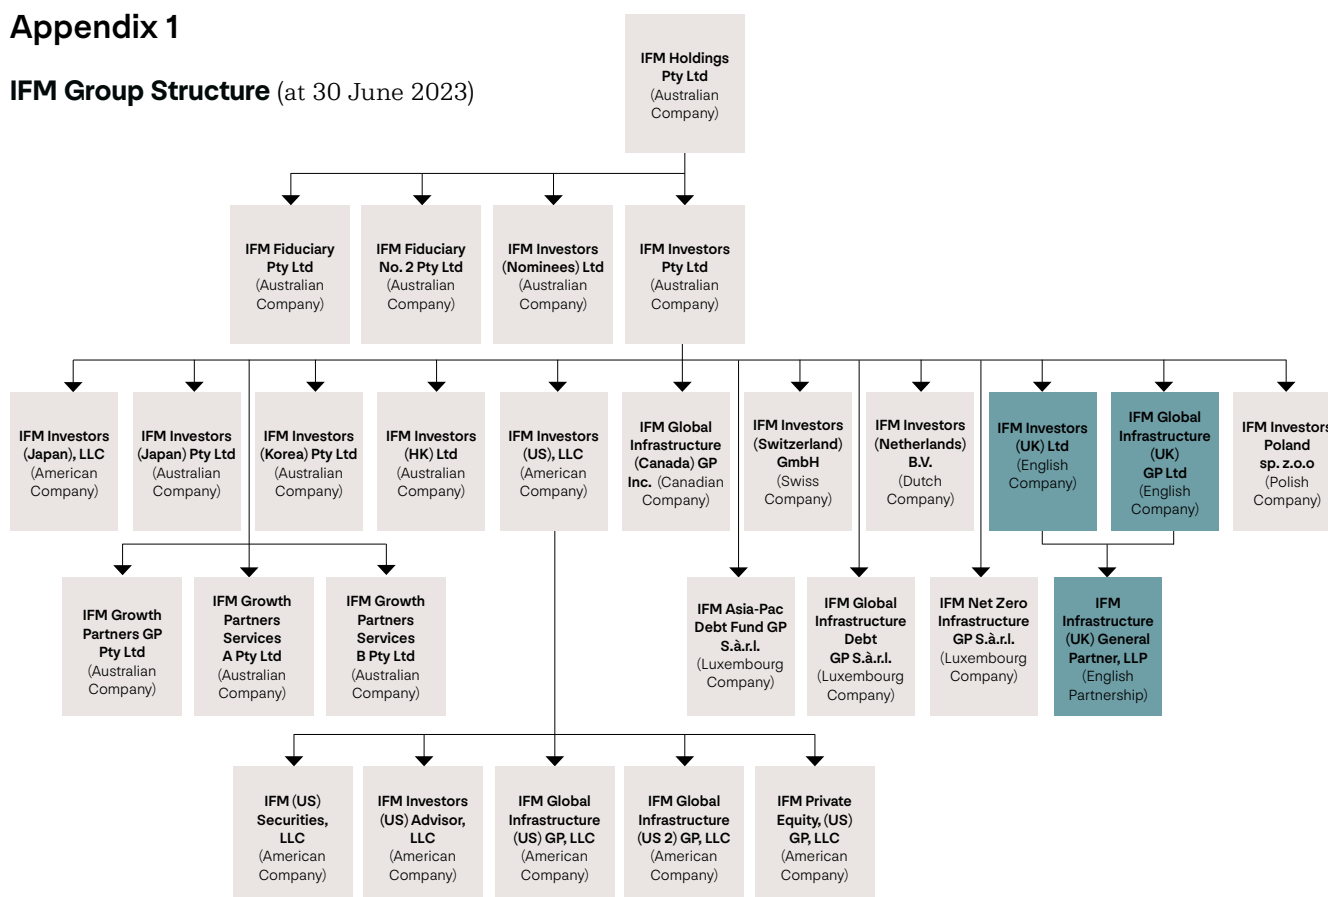 Appendix 1
IFM Group Structure (at 30 June 2023)
IFM Holdings
Pty Ltd
(Australian
Company)
IFM Fiduciary
Pty Ltd
(Australian
Company)
IFM Fiduciary
No. 2 Pty Ltd
(Australian
Company)
IFM Investors
(Nominees) Ltd
(Australian
Company)
IFM Investors
Pty Ltd
(Australian
Company)
IFM Investors
(Japan), LLC
(American
Company)
IFM Investors
(Japan) Pty Ltd
(Australian
Company)
IFM Investors
(Korea) Pty Ltd
(Australian
Company)
IFM Investors
(HK) Ltd
(Australian
Company)
IFM Investors
(US), LLC
(American
Company)
IFM Global
Infrastructure
(Canada) GP
Inc. (Canadian
Company)
IFM Investors
(Switzerland)
GmbH
(Swiss
Company)
IFM Investors
(Netherlands)
B.V.
(Dutch
Company)
IFM Investors
(UK) Ltd
(English
Company)
IFM Global
Infrastructure
(UK)
GP Ltd
(English
Company)
IFM Investors
Poland
sp. z.o.o
(Polish
Company)
IFM Growth
Partners GP
Pty Ltd
(Australian
Company)
IFM Growth
Partners
Services
A Pty Ltd
(Australian
Company)
IFM Growth
Partners
Services
B Pty Ltd
(Australian
Company)
IFM Asia-Pac
Debt Fund GP
S.à.r.l.
(Luxembourg
Company)
IFM Global
Infrastructure
Debt
GP S.à.r.l.
(Luxembourg
Company)
IFM Net Zero
Infrastructure
GP S.à.r.l.
(Luxembourg
Company)
IFM
Infrastructure
(UK) General
Partner, LLP
(English
Partnership)
IFM (US)
Securities,
LLC
(American
Company)
IFM Investors
(US) Advisor,
LLC
(American
Company)
IFM Global
Infrastructure
(US) GP, LLC
(American
Company)
IFM Global
Infrastructure
(US 2) GP, LLC
(American
Company)
IFM Private
Equity, (US)
GP, LLC
(American
Company)